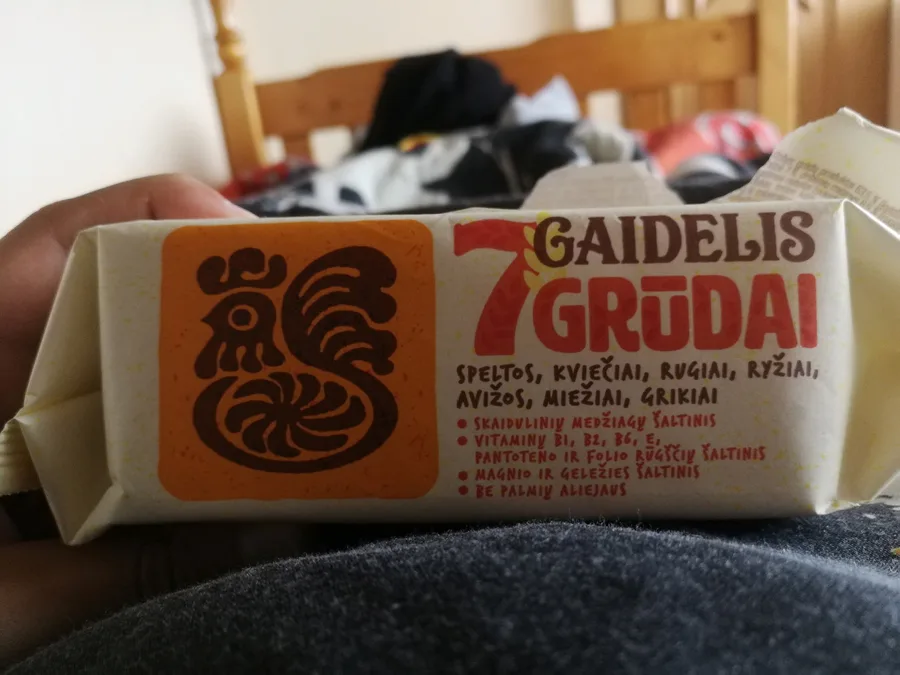 7 GAIDELIS
GRŪDAI
SPELTOS, KVIEČIAI, RUGIAI, RYŽIAI,
AVIŽOS, MIEŽIAI, GRIKIAI
• SKAIDULINIŲ MEDŽIAGŲ ŠALTINIS
• VITAMINŲ B1, B2, B6, E,
PANTOTENO IR FOLIO RŪGŠČIŲ ŠALTINIS
• MAGNIO IR GELEŽIES ŠALTINIS
• BE PALMIŲ ALIEJAUS